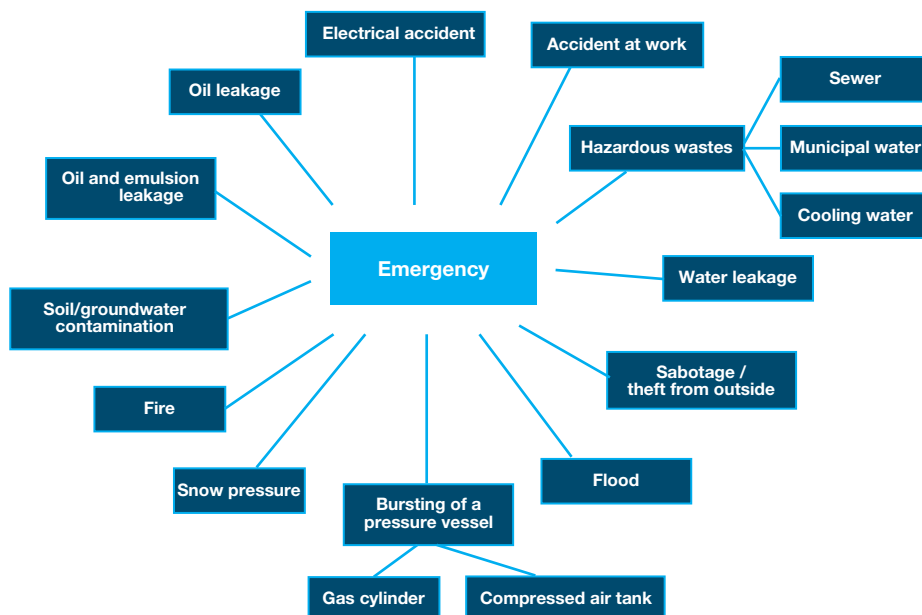 Electrical accident
Accident at work
Sewer
Oil leakage
Hazardous wastes
Municipal water
Oil and emulsion
leakage
Cooling water
Emergency
Water leakage
Soil/groundwater
contamination
Sabotage /
theft from outside
Fire
Snow pressure
Flood
Bursting of a
pressure vessel
Gas cylinder
Compressed air tank